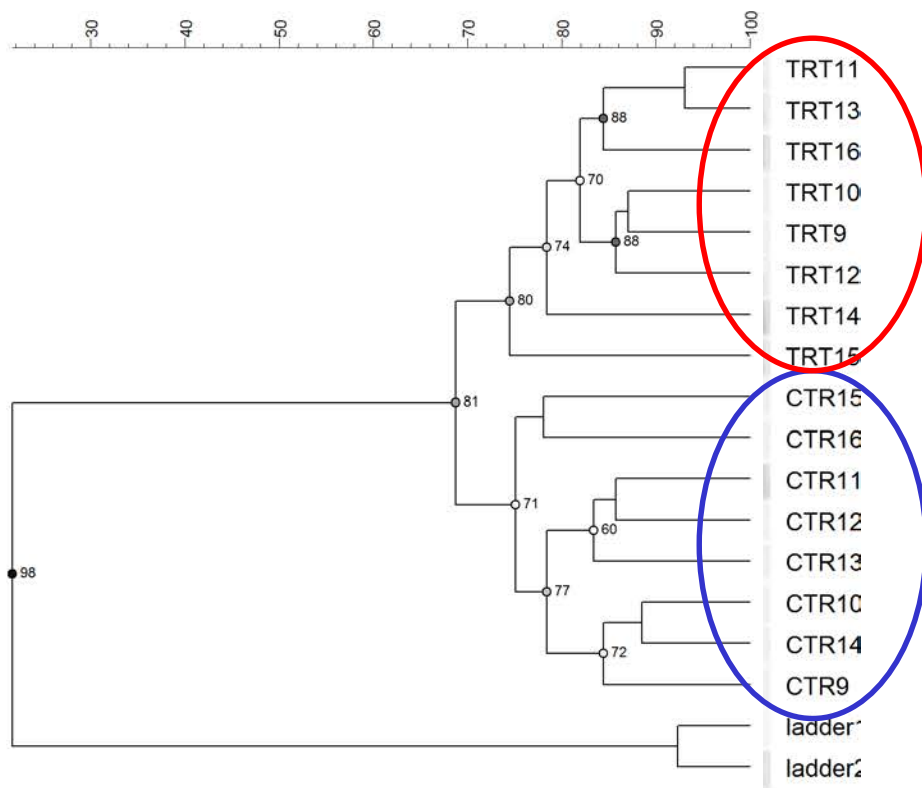 30 40 50 60 70 80 90 100
TRT11
88
TRT13
TRT16
70
TRT10
TRT9
88
74
TRT12
80
TRT14
TRT15
81
CTR15
CTR16
71
CTR11
CTR12
60
CTR13
98
77
CTR10
CTR14
72
CTR9
ladder1
ladder2